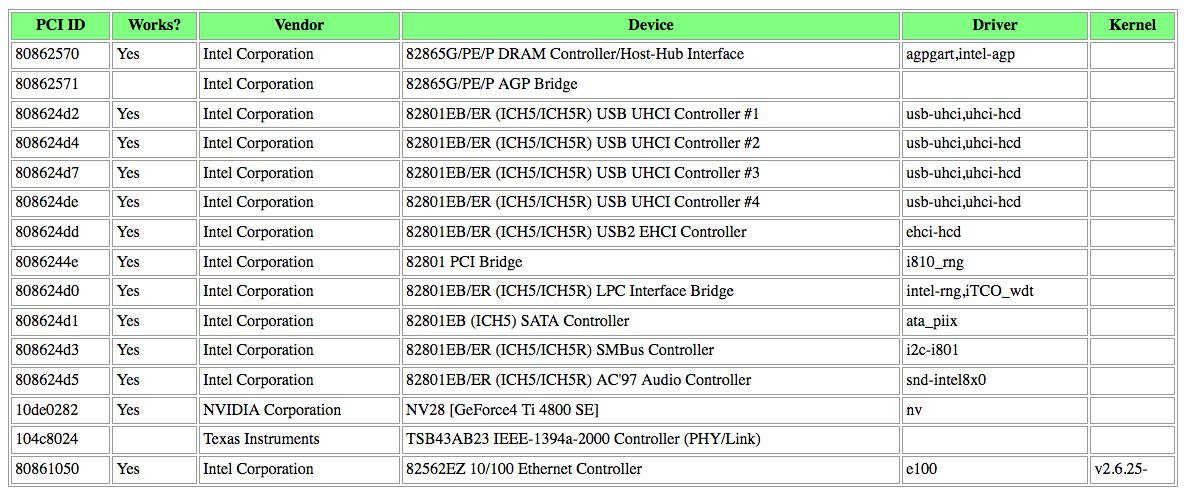 PCI ID Works? Vendor Device Driver Kernel
80862570 Yes Intel Corporation 82865G/PE/P DRAM Controller/Host-Hub Interface agpgart,intel-agp
80862571 Intel Corporation 82865G/PE/P AGP Bridge
808624d2 Yes Intel Corporation 82801EB/ER (ICH5/ICH5R) USB UHCI Controller #1 usb-uhci,uhci-hcd
808624d4 Yes Intel Corporation 82801EB/ER (ICH5/ICH5R) USB UHCI Controller #2 usb-uhci,uhci-hcd
808624d7 Yes Intel Corporation 82801EB/ER (ICH5/ICH5R) USB UHCI Controller #3 usb-uhci,uhci-hcd
808624de Yes Intel Corporation 82801EB/ER (ICH5/ICH5R) USB UHCI Controller #4 usb-uhci,uhci-hcd
808624dd Yes Intel Corporation 82801EB/ER (ICH5/ICH5R) USB2 EHCI Controller ehci-hcd
8086244e Yes Intel Corporation 82801 PCI Bridge i810_rng
808624d0 Yes Intel Corporation 82801EB/ER (ICH5/ICH5R) LPC Interface Bridge intel-rng,iTCO_wdt
808624d1 Yes Intel Corporation 82801EB (ICH5) SATA Controller ata_piix
808624d3 Yes Intel Corporation 82801EB/ER (ICH5/ICH5R) SMBus Controller i2c-i801
808624d5 Yes Intel Corporation 82801EB/ER (ICH5/ICH5R) AC'97 Audio Controller snd-intel8x0
10de0282 Yes NVIDIA Corporation NV28 [GeForce4 Ti 4800 SE] nv
104c8024 Texas Instruments TSB43AB23 IEEE-1394a-2000 Controller (PHY/Link)
80861050 Yes Intel Corporation 82562EZ 10/100 Ethernet Controller e100 v2.6.25-